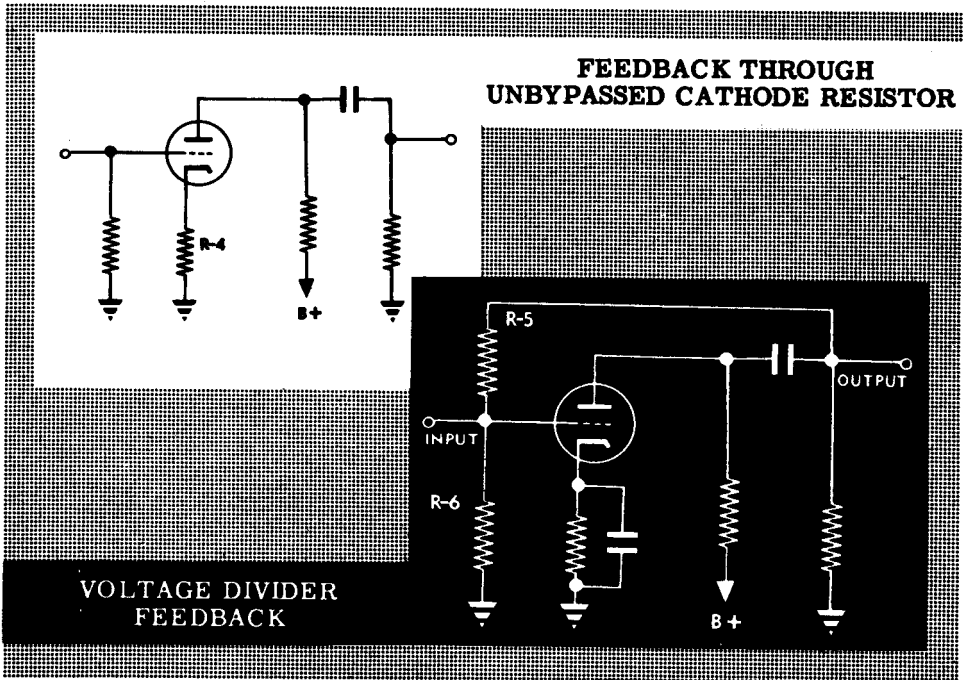 FEEDBACK THROUGH
UNBYPASSED CATHODE RESISTOR
R-4
B+
R-5
OUTPUT
INPUT
R-6
B+
VOLTAGE DIVIDER
FEEDBACK